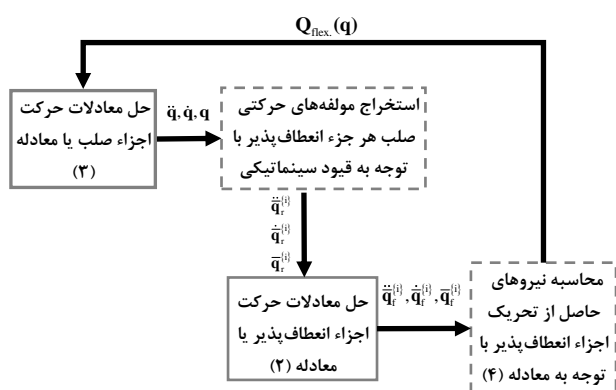 Q_flex.(q)
حل معادلات حرکت
اجزاء صلب یا معادله
(۳)
q̈, q̇, q
استخراج مولفه‌های حرکتی
صلب هر جزء انعطاف‌پذیر با
توجه به قیود سینماتیکی
q̅̈_r^{i}
q̅̇_r^{i}
q̅_r^{i}
حل معادلات حرکت
اجزاء انعطاف‌پذیر یا
معادله (۲)
q̅̈_f^{i}, q̅̇_f^{i}, q̅_f^{i}
محاسبه نیروهای
حاصل از تحریک
اجزاء انعطاف‌پذیر با
توجه به معادله (۴)